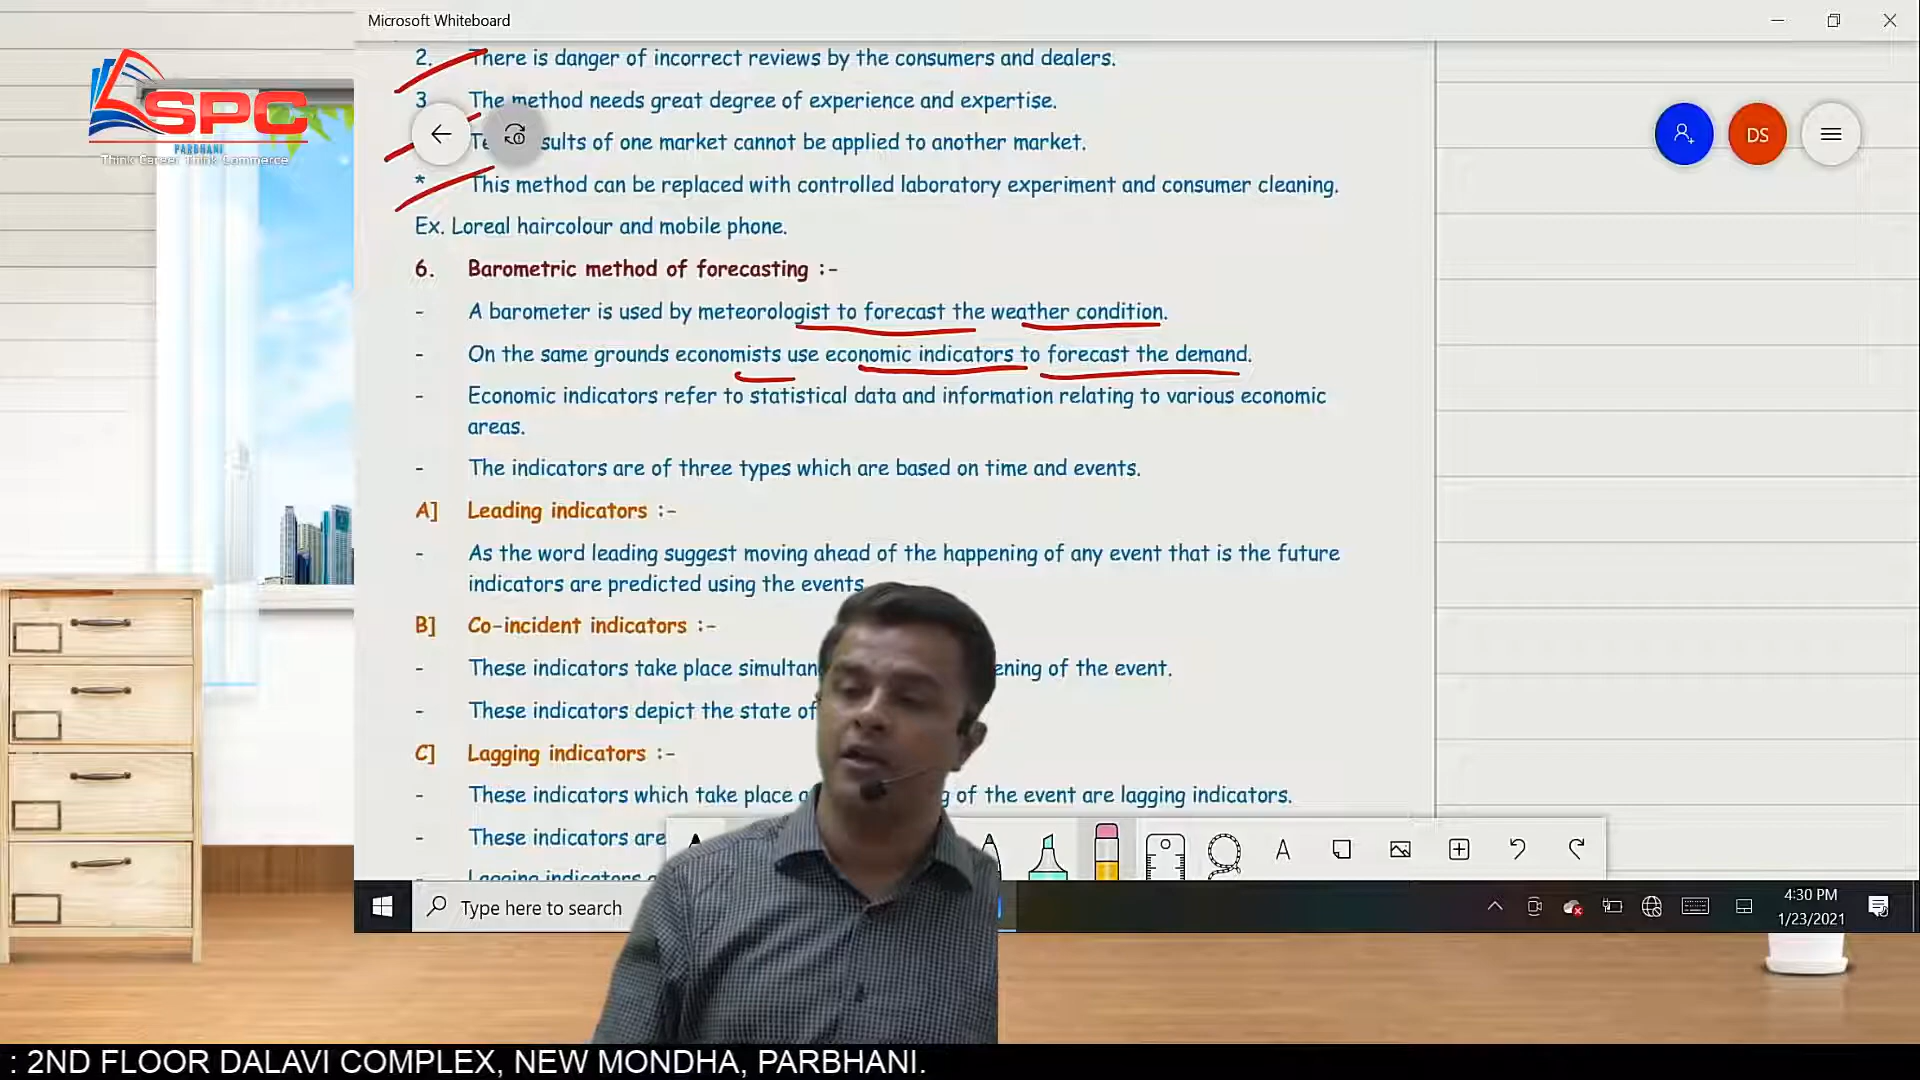 Microsoft Whiteboard
2. There is danger of incorrect reviews by the consumers and dealers.
3 The method needs great degree of experience and expertise.
sults of one market cannot be applied to another market.
* This method can be replaced with controlled laboratory experiment and consumer cleaning.
Ex. Loreal haircolour and mobile phone.
6. Barometric method of forecasting :-
- A barometer is used by meteorologist to forecast the weather condition.
- On the same grounds economists use economic indicators to forecast the demand.
- Economic indicators refer to statistical data and information relating to various economic
areas.
- The indicators are of three types which are based on time and events.
A] Leading indicators :-
- As the word leading suggest moving ahead of the happening of any event that is the future
indicators are predicted using the events
B] Co-incident indicators :-
- These indicators take place simultan ening of the event.
- These indicators depict the state of
C] Lagging indicators :-
- These indicators which take place a g of the event are lagging indicators.
- These indicators are
Lagging indicators
SPC
PARBHANI
Think Career Think Commerce
DS
A
Type here to search
4:30 PM
1/23/2021
: 2ND FLOOR DALAVI COMPLEX, NEW MONDHA, PARBHANI.